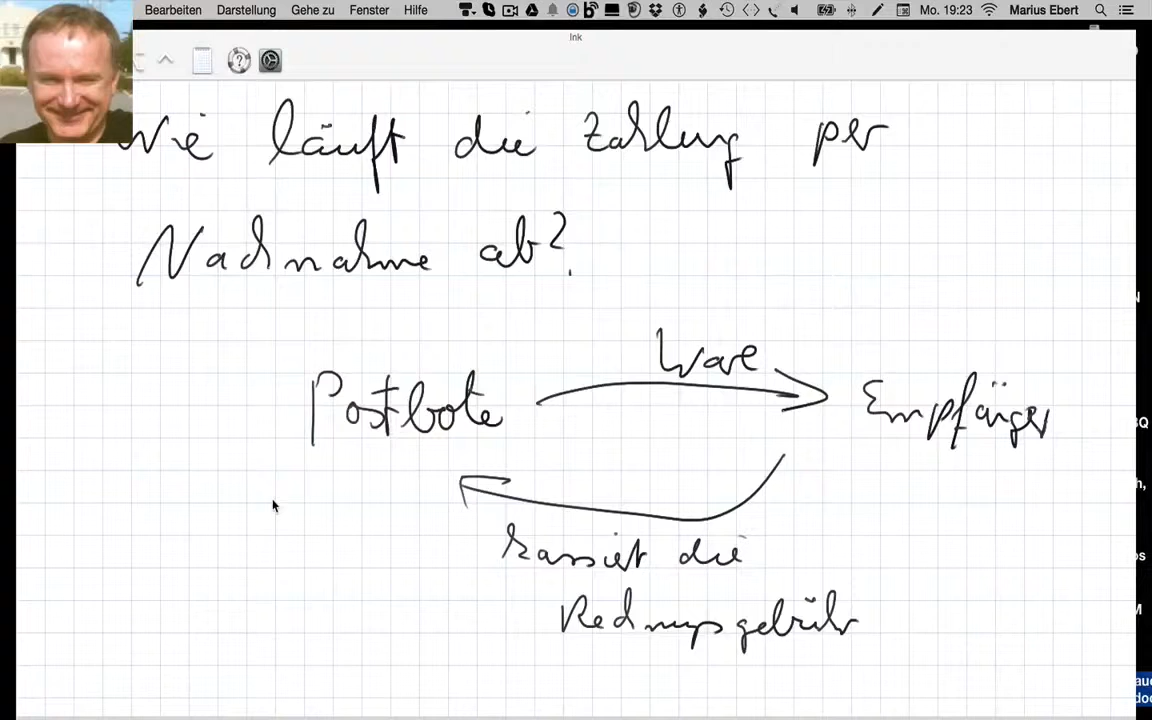 Bearbeiten Darstellung Gehe zu Fenster Ablage Hilfe Mo. 19:23 Marius Ebert
Ink
Wie läuft die Zahlung per
Nachnahme ab?
Ware
Postbote Empfänger
kassiert die
Rechnungsgebühr